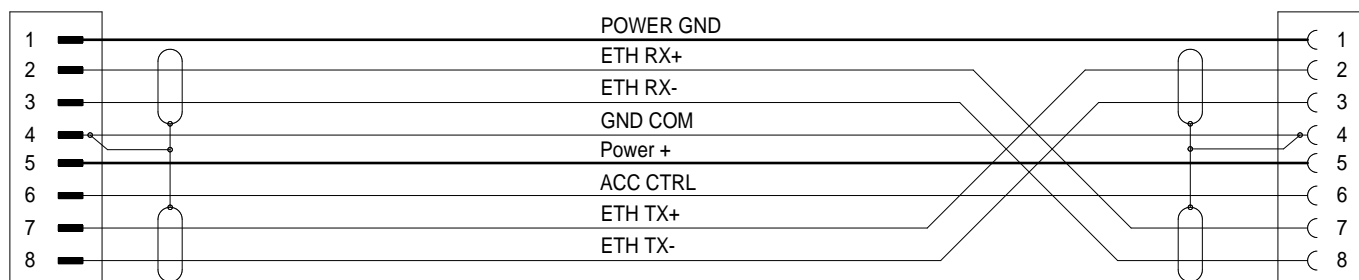 1 POWER GND 1
2 ETH RX+ 2
3 ETH RX- 3
4 GND COM 4
5 Power + 5
6 ACC CTRL 6
7 ETH TX+ 7
8 ETH TX- 8